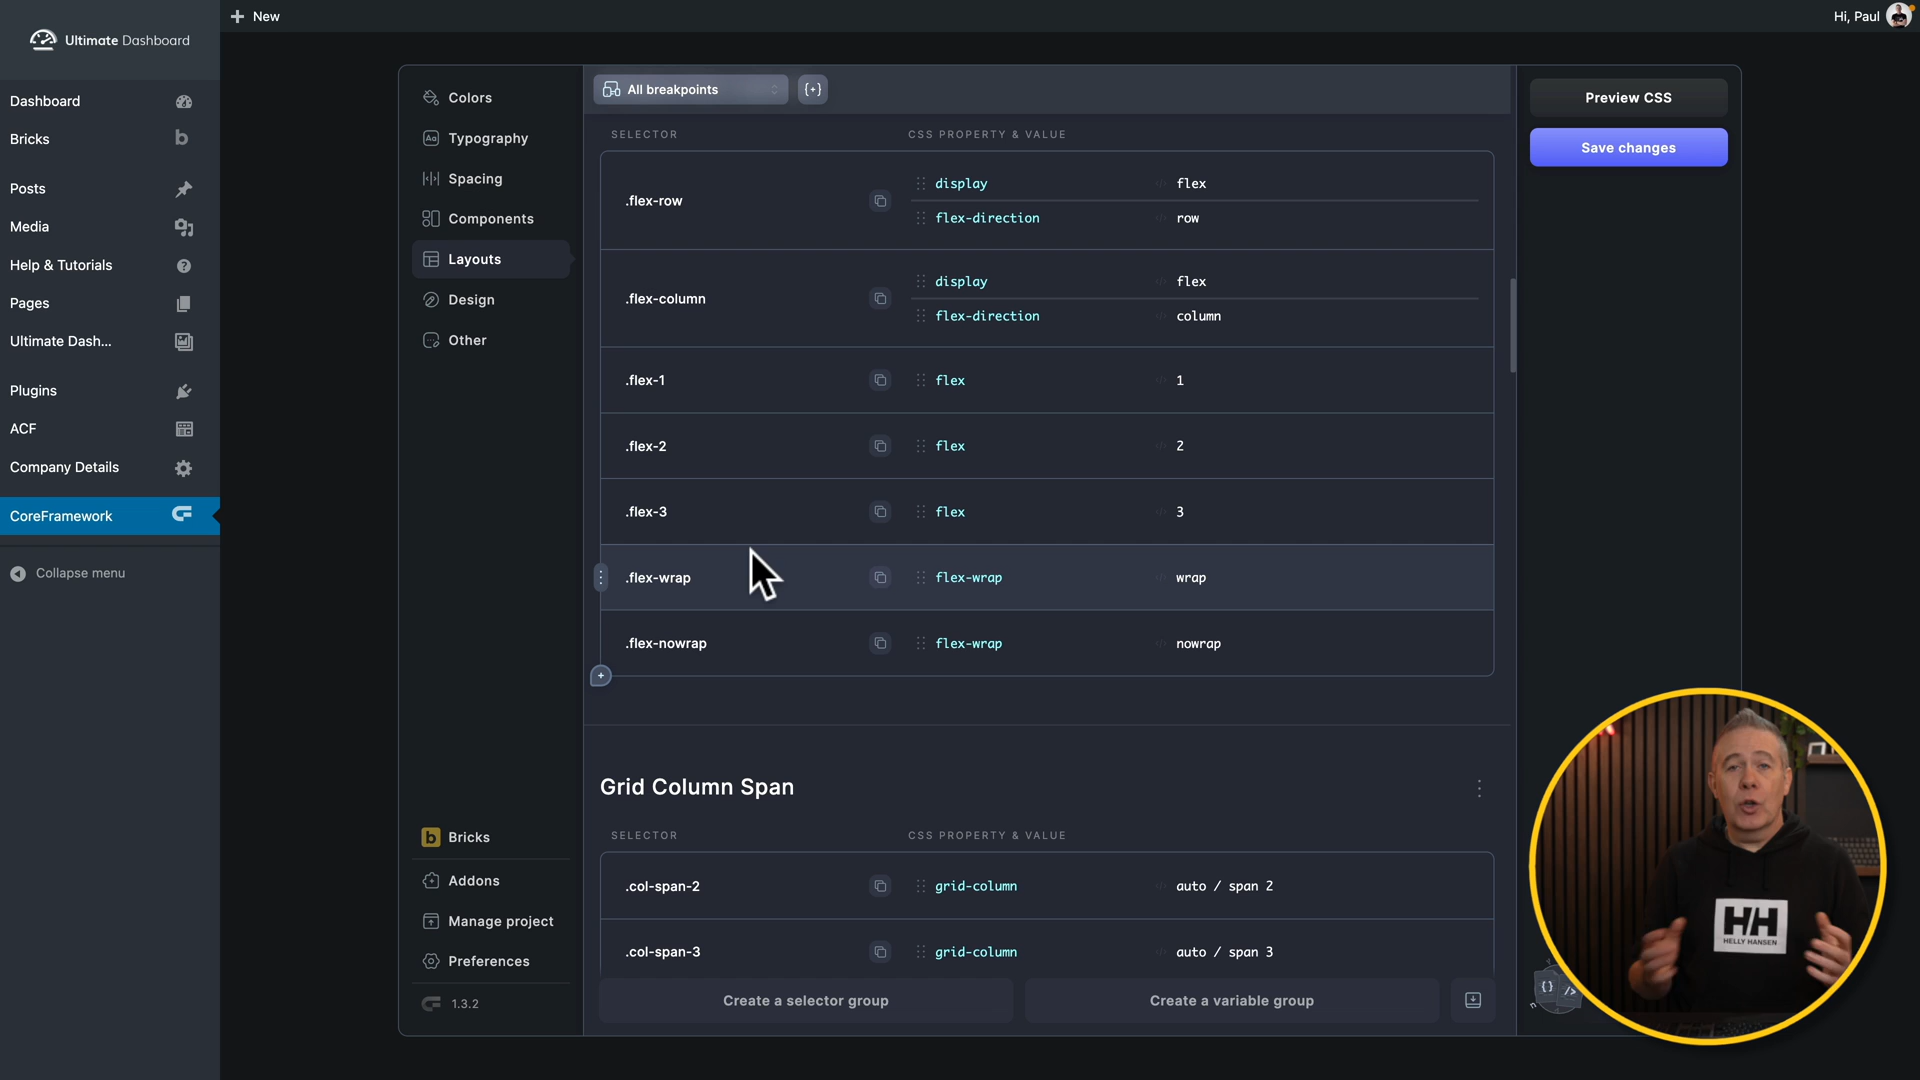 Ultimate Dashboard
New
Hi, Paul
Dashboard
Bricks
Posts
Media
Help & Tutorials
Pages
Ultimate Dash...
Plugins
ACF
Company Details
CoreFramework
Collapse menu
Colors
Typography
Spacing
Components
Layouts
Design
Other
Bricks
Addons
Manage project
Preferences
1.3.2
All breakpoints
SELECTOR CSS PROPERTY & VALUE
.flex-row display flex
flex-direction row
.flex-column display flex
flex-direction column
.flex-1 flex 1
.flex-2 flex 2
.flex-3 flex 3
.flex-wrap flex-wrap wrap
.flex-nowrap flex-wrap nowrap
Grid Column Span
SELECTOR CSS PROPERTY & VALUE
.col-span-2 grid-column auto / span 2
.col-span-3 grid-column auto / span 3
Create a selector group
Create a variable group
Preview CSS
Save changes
HH
HELLY HANSEN